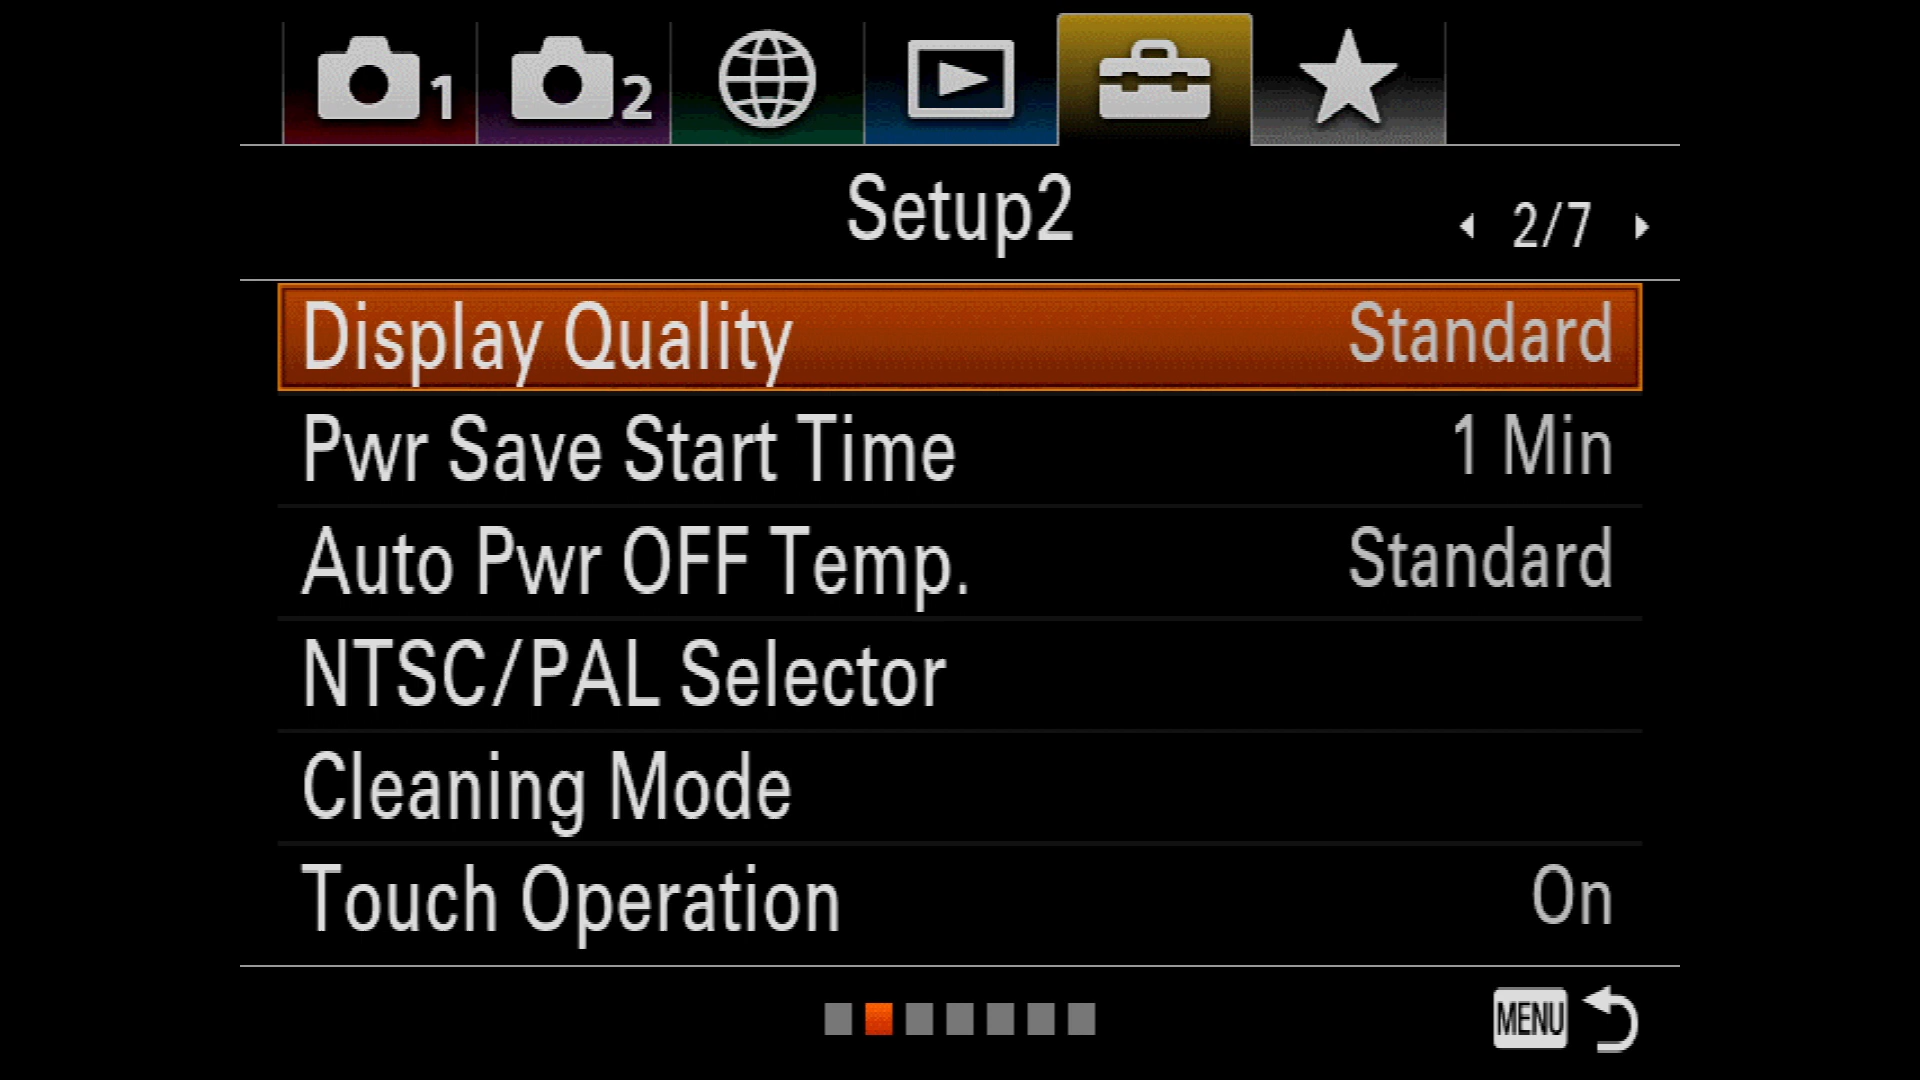 1 2
Setup2
2/7
Display Quality Standard
Pwr Save Start Time 1 Min
Auto Pwr OFF Temp. Standard
NTSC/PAL Selector
Cleaning Mode
Touch Operation On
MENU